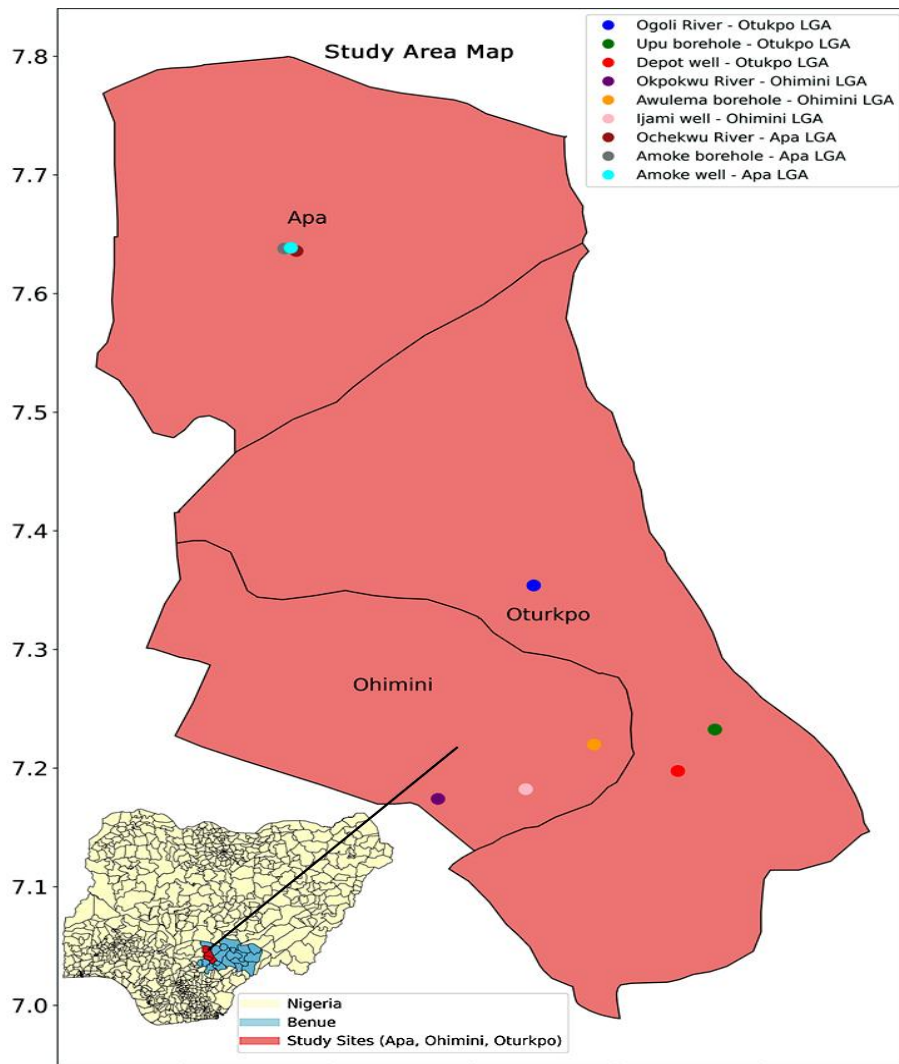 Study Area Map
Ogoli River - Otukpo LGA
Upu borehole - Otukpo LGA
Depot well - Otukpo LGA
Okpokwu River - Ohimini LGA
Awulema borehole - Ohimini LGA
Ijami well - Ohimini LGA
Ochekwu River - Apa LGA
Amoke borehole - Apa LGA
Amoke well - Apa LGA
7.8
7.7
7.6
7.5
7.4
7.3
7.2
7.1
7.0
Apa
Oturkpo
Ohimini
Nigeria
Benue
Study Sites (Apa, Ohimini, Oturkpo)